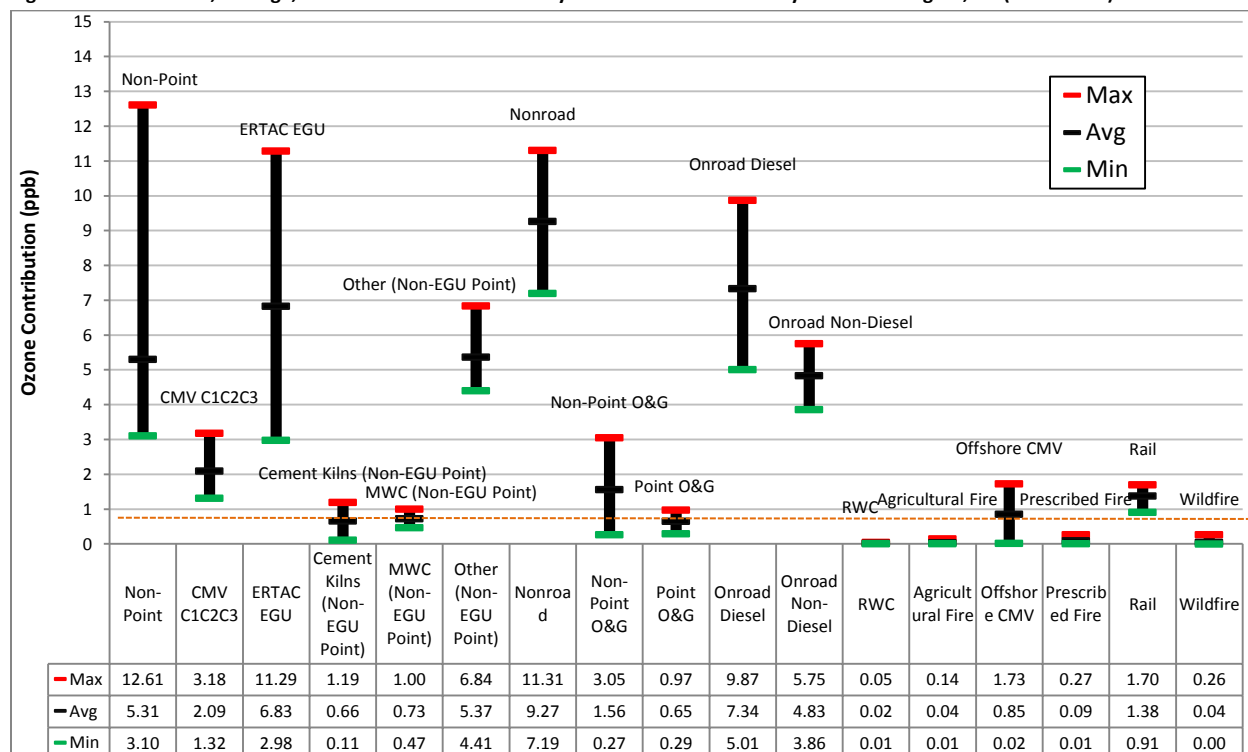 Ozone Contribution (ppb)
15
14
13
12
11
10
9
8
7
6
5
4
3
2
1
0
Non-Point
CMV C1C2C3
ERTAC EGU
Cement Kilns (Non-EGU Point)
MWC (Non-EGU Point)
Other (Non-EGU Point)
Nonroad
Non-Point O&G
Point O&G
Onroad Diesel
Onroad Non-Diesel
RWC
Agricultural Fire
Offshore CMV
Prescribed Fire
Rail
Wildfire
Max
Avg
Min
Non-
Point
CMV
C1C2C3
ERTAC
EGU
Cement
Kilns
(Non-
EGU
Point)
MWC
(Non-
EGU
Point)
Other
(Non-
EGU
Point)
Nonroa
d
Non-
Point
O&G
Point
O&G
Onroad
Diesel
Onroad
Non-
Diesel
RWC
Agricult
ural Fire
Offshor
e CMV
Prescrib
ed Fire
Rail
Wildfire
Max 12.61 3.18 11.29 1.19 1.00 6.84 11.31 3.05 0.97 9.87 5.75 0.05 0.14 1.73 0.27 1.70 0.26
Avg 5.31 2.09 6.83 0.66 0.73 5.37 9.27 1.56 0.65 7.34 4.83 0.02 0.04 0.85 0.09 1.38 0.04
Min 3.10 1.32 2.98 0.11 0.47 4.41 7.19 0.27 0.29 5.01 3.86 0.01 0.01 0.02 0.01 0.91 0.00